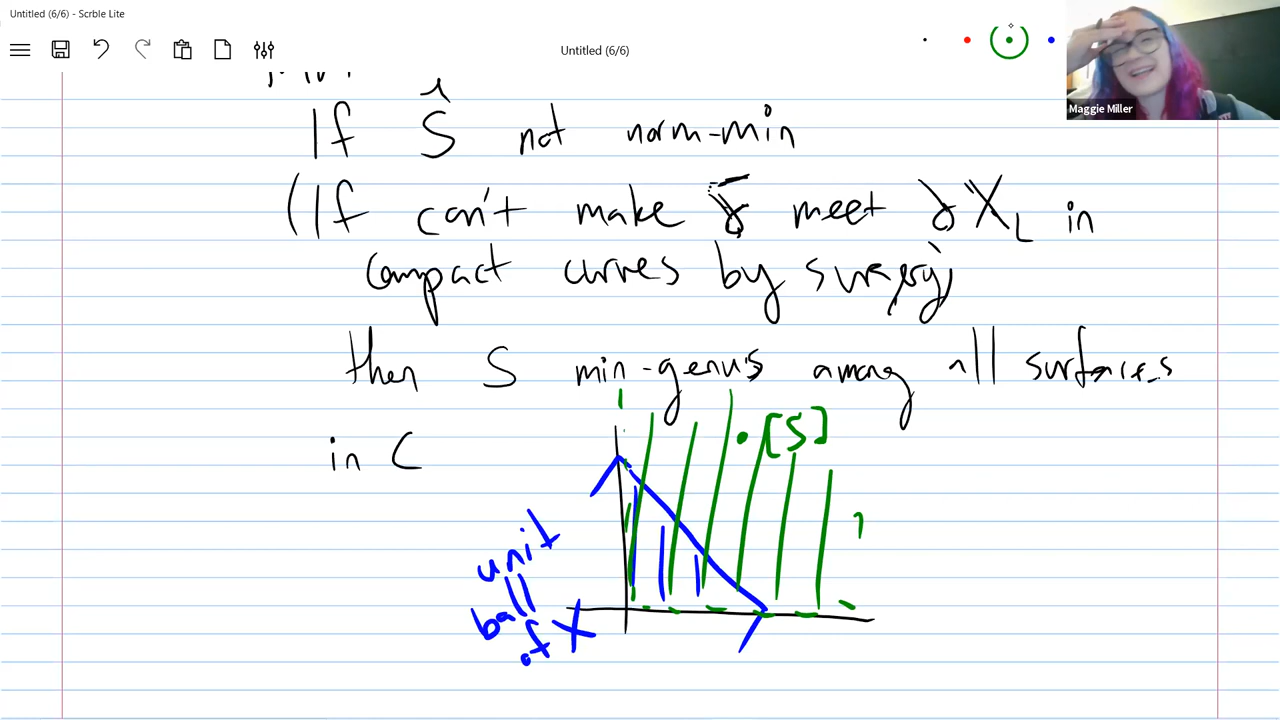 Untitled (6/6) - Scrble Lite
Untitled (6/6)
Maggie Miller
If Ŝ not norm-min
(If can't make meet ∂X_L in
compact curves by surgery)
then S min-genus among all surfaces
in C
[S]
unit
ball
of X